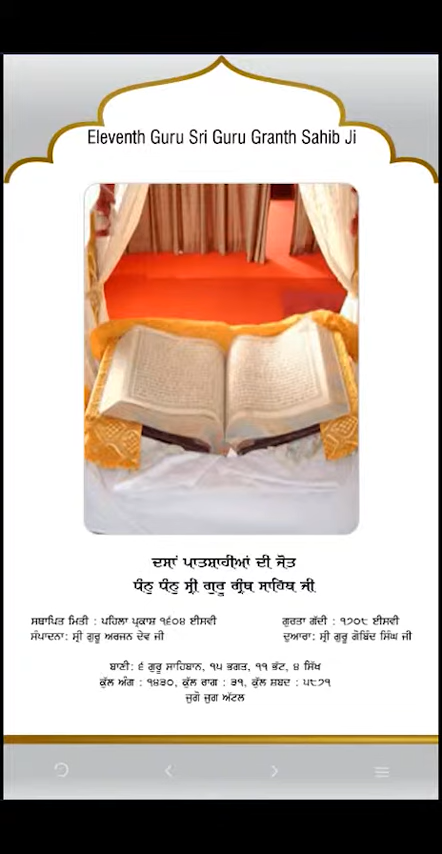 Eleventh Guru Sri Guru Granth Sahib Ji
ਦਸਾਂ ਪਾਤਸ਼ਾਹੀਆਂ ਦੀ ਜੋਤ
ਧੰਨੁ ਧੰਨੁ ਸ੍ਰੀ ਗੁਰੂ ਗ੍ਰੰਥ ਸਾਹਿਬ ਜੀ
ਸਥਾਪਿਤ ਮਿਤੀ : ਪਹਿਲਾ ਪ੍ਰਕਾਸ਼ ੧੬੦੪ ਈਸਵੀ
ਸੰਪਾਦਨਾ: ਸ੍ਰੀ ਗੁਰੂ ਅਰਜਨ ਦੇਵ ਜੀ
ਗੁਰਤਾ ਗੱਦੀ : ੧੭੦੮ ਈਸਵੀ
ਦੁਆਰਾ: ਸ੍ਰੀ ਗੁਰੂ ਗੋਬਿੰਦ ਸਿੰਘ ਜੀ
ਬਾਣੀ: ੬ ਗੁਰੂ ਸਾਹਿਬਾਨ, ੧੫ ਭਗਤ, ੧੧ ਭੱਟ, ੪ ਸਿੱਖ
ਕੁੱਲ ਅੰਗ : ੧੪੩੦, ਕੁੱਲ ਰਾਗ : ੩੧, ਕੁੱਲ ਸ਼ਬਦ : ੫੮੭੧
ਜੁਗੋ ਜੁਗ ਅੱਟਲ